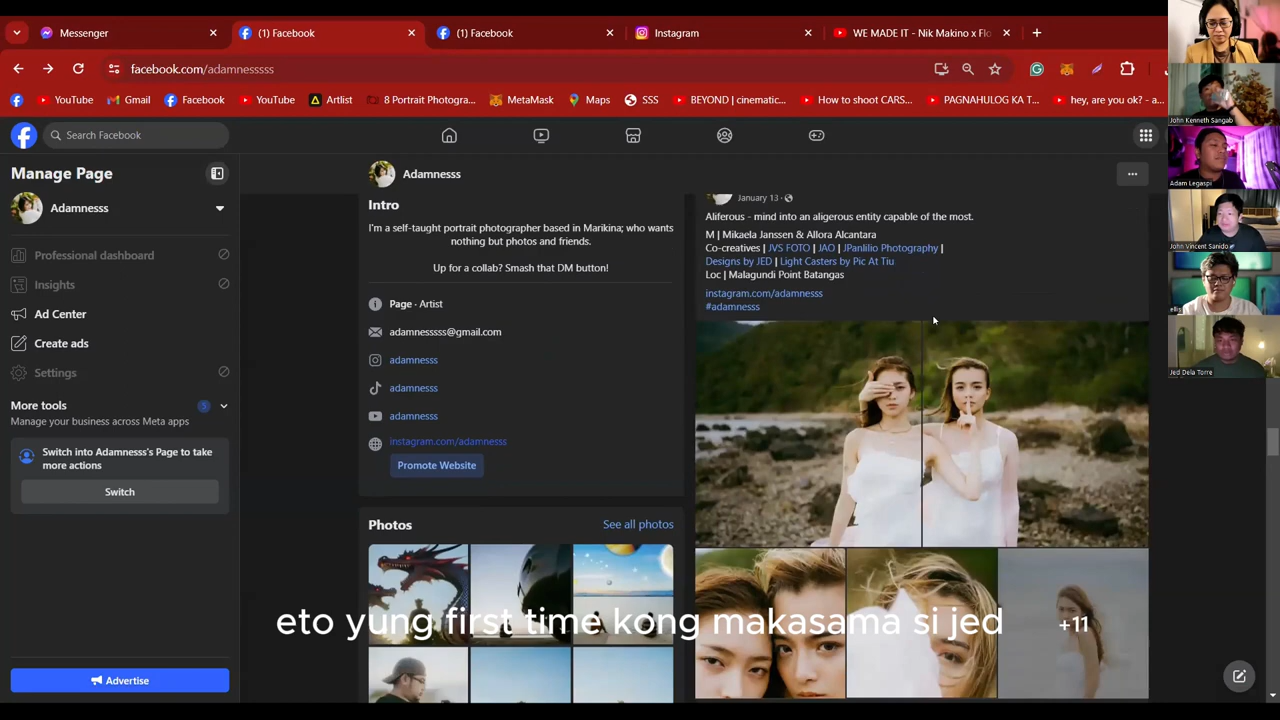 Messenger
(1) Facebook
(1) Facebook
Instagram
WE MADE IT - Nik Makino x Flo
facebook.com/adamnesssss
YouTube
Gmail
Facebook
YouTube
Artlist
8 Portrait Photogra...
MetaMask
Maps
SSS
BEYOND | cinematic...
How to shoot CARS...
PAGNAHULOG KA T...
hey, are you ok? - a...
Search Facebook
Manage Page
Adamnesss
Professional dashboard
Insights
Ad Center
Create ads
Settings
More tools
Manage your business across Meta apps
Switch into Adamnesss's Page to take
more actions
Switch
Advertise
Adamnesss
Intro
I'm a self-taught portrait photographer based in Marikina; who wants
nothing but photos and friends.
Up for a collab? Smash that DM button!
Page · Artist
adamnesssss@gmail.com
adamnesss
adamnesss
adamnesss
instagram.com/adamnesss
Promote Website
Photos
See all photos
January 13 ·
Aliferous - mind into an aligerous entity capable of the most.
M | Mikaela Janssen & Allora Alcantara
Co-creatives | JVS FOTO | JAO | JPanlilio Photography |
Designs by JED | Light Casters by Pic At Tiu
Loc | Malagundi Point Batangas
instagram.com/adamnesss
#adamnesss
+11
eto yung first time kong makasama si jed
John Kenneth Sangab
Adam Legaspi
John Vincent Sanido
Jed Dela Torre